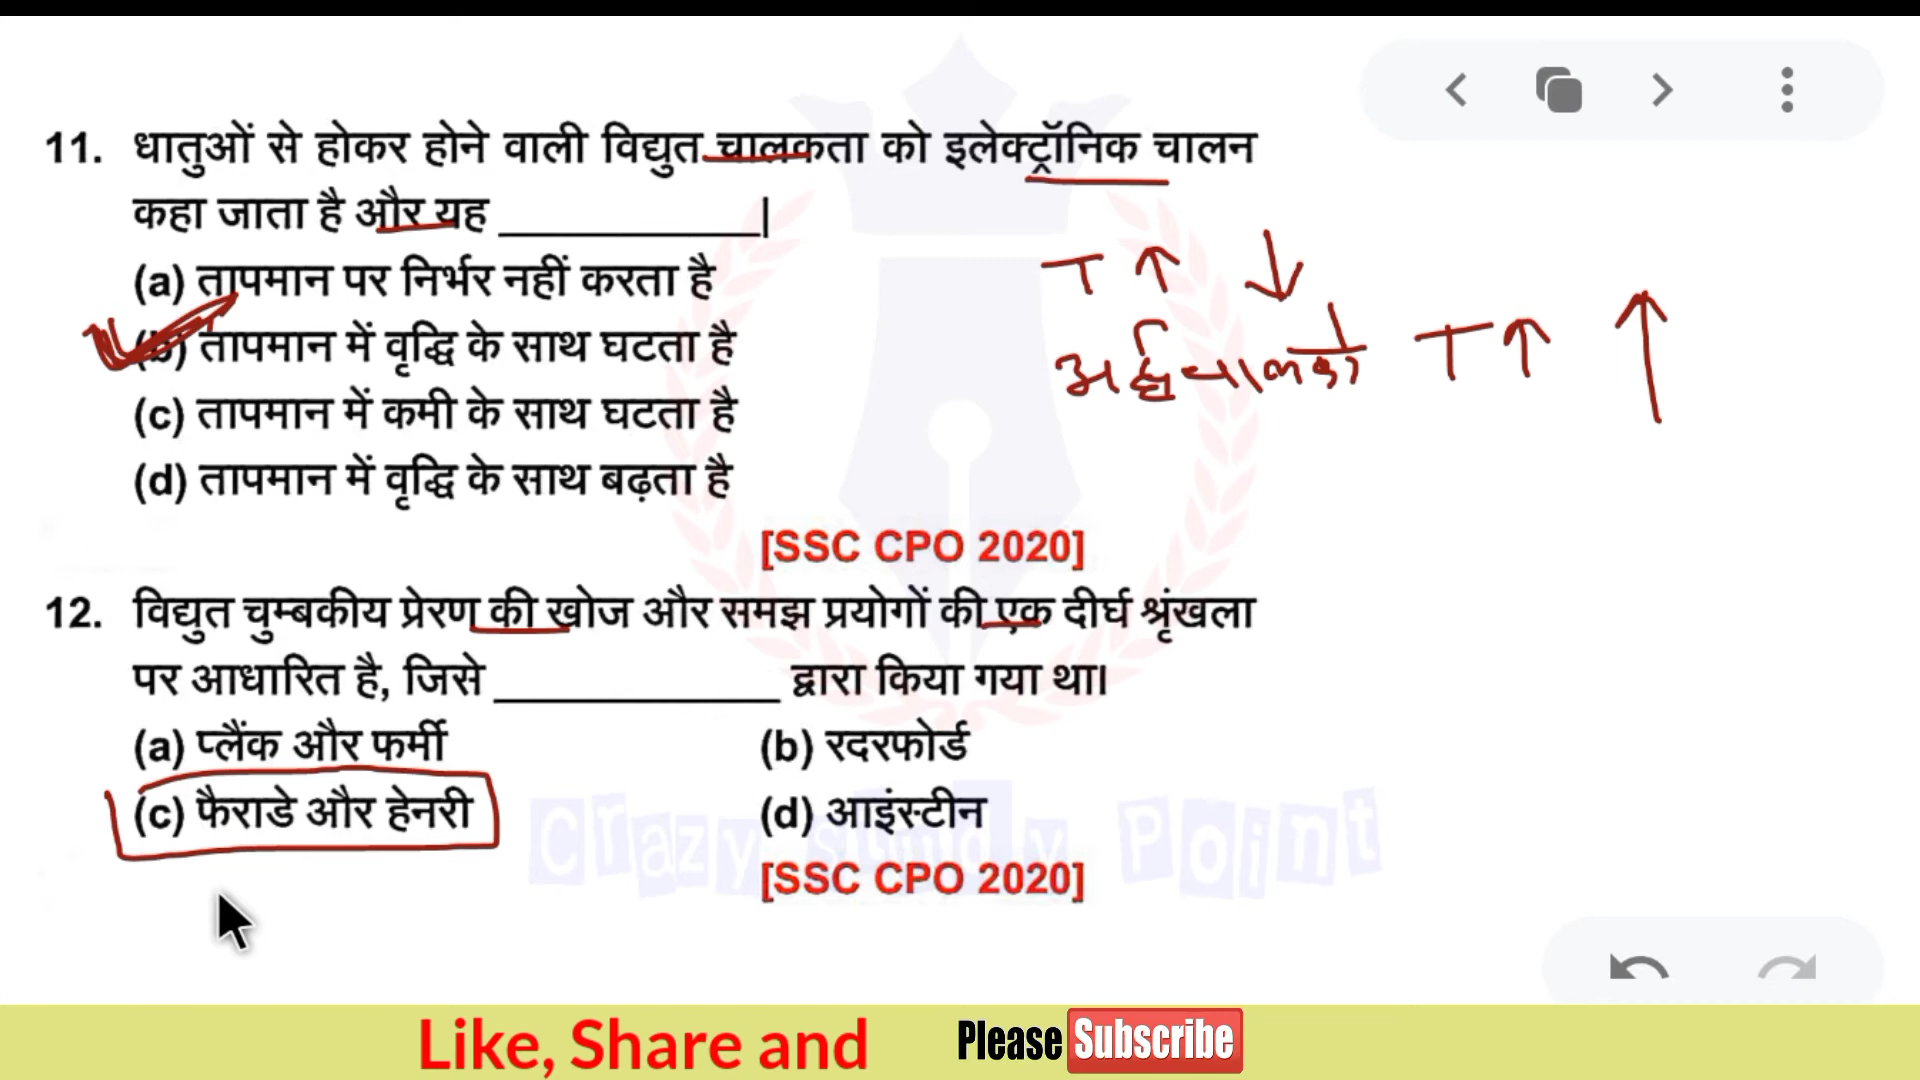 11. धातुओं से होकर होने वाली विद्युत चालकता को इलेक्ट्रॉनिक चालन
कहा जाता है और यह ____________|
(a) तापमान पर निर्भर नहीं करता है
(b) तापमान में वृद्धि के साथ घटता है
(c) तापमान में कमी के साथ घटता है
(d) तापमान में वृद्धि के साथ बढ़ता है
T ↑ ↓
अर्द्धचालको T ↑ ↑
[SSC CPO 2020]
12. विद्युत चुम्बकीय प्रेरण की खोज और समझ प्रयोगों की एक दीर्घ श्रृंखला
पर आधारित है, जिसे ____________ द्वारा किया गया था।
(a) प्लैंक और फर्मी (b) रदरफोर्ड
(c) फैराडे और हेनरी (d) आइंस्टीन
Crazy Study Point
[SSC CPO 2020]
Like, Share and Please Subscribe